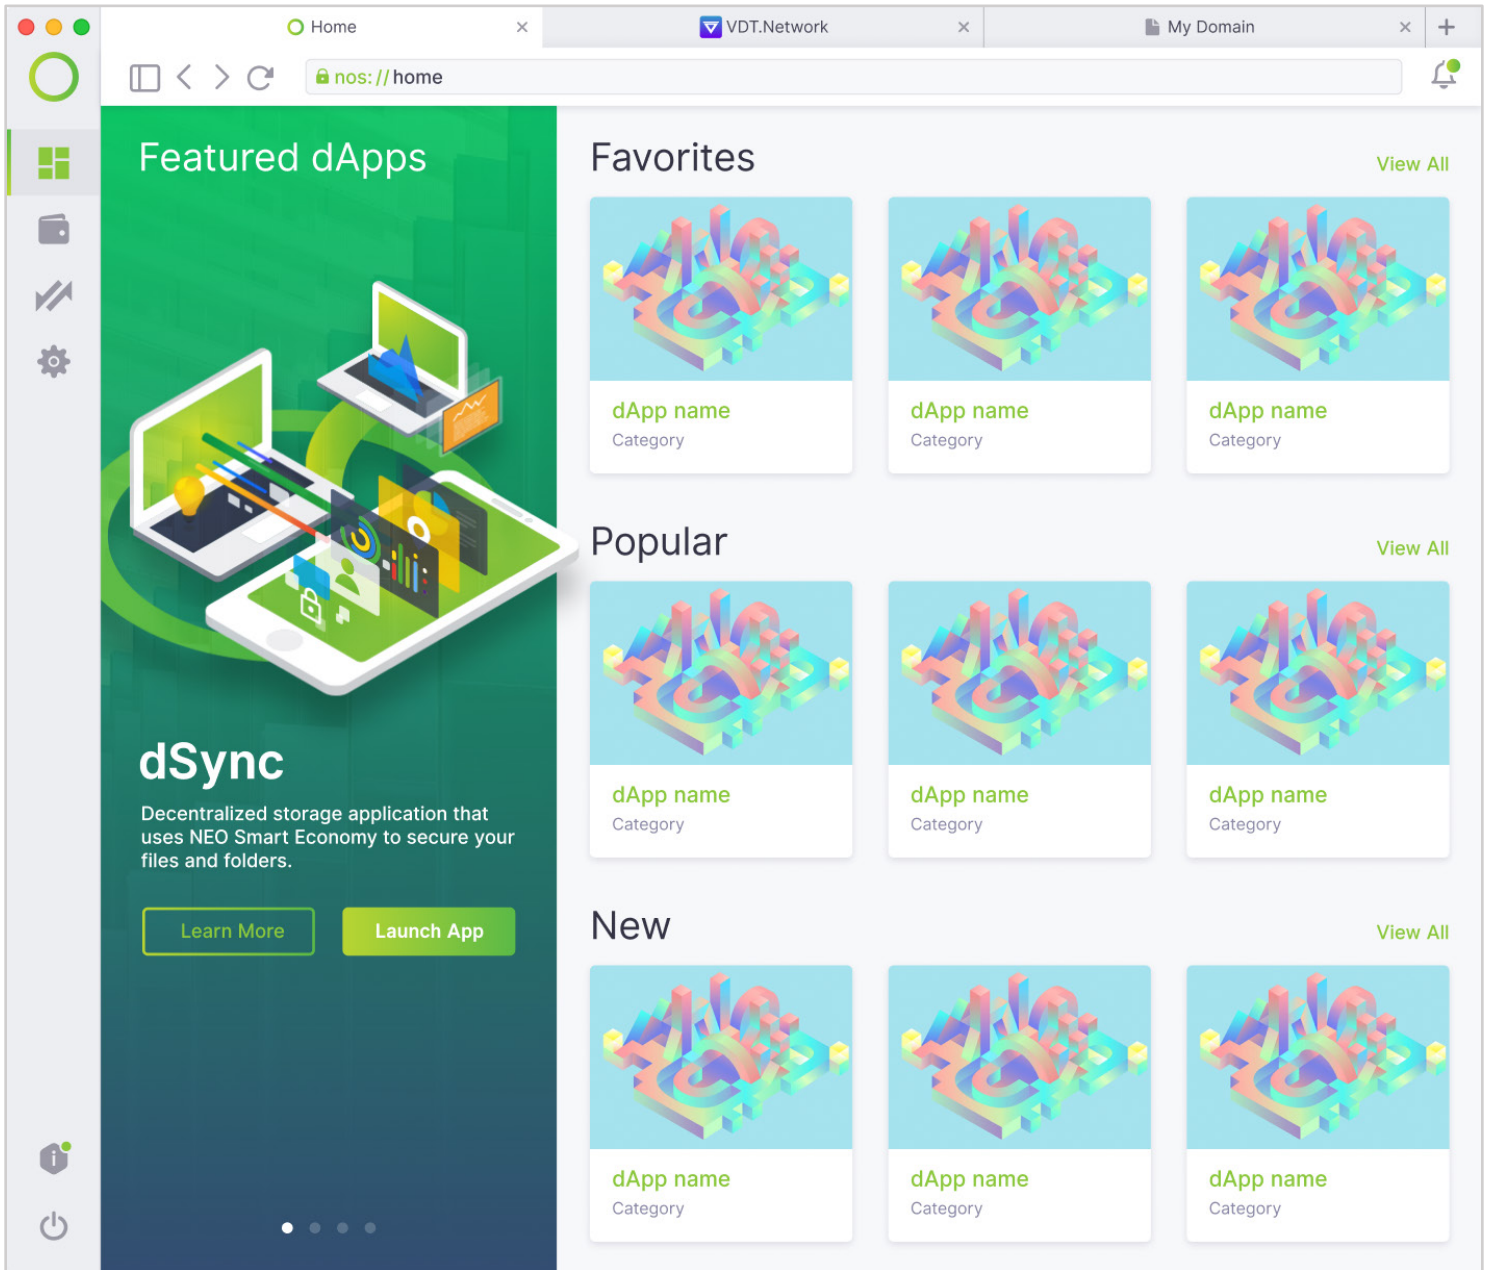 Home
VDT.Network
My Domain
nos://home
Featured dApps
dSync
Decentralized storage application that
uses NEO Smart Economy to secure your
files and folders.
Learn More
Launch App
Favorites
View All
dApp name
Category
dApp name
Category
dApp name
Category
Popular
View All
dApp name
Category
dApp name
Category
dApp name
Category
New
View All
dApp name
Category
dApp name
Category
dApp name
Category